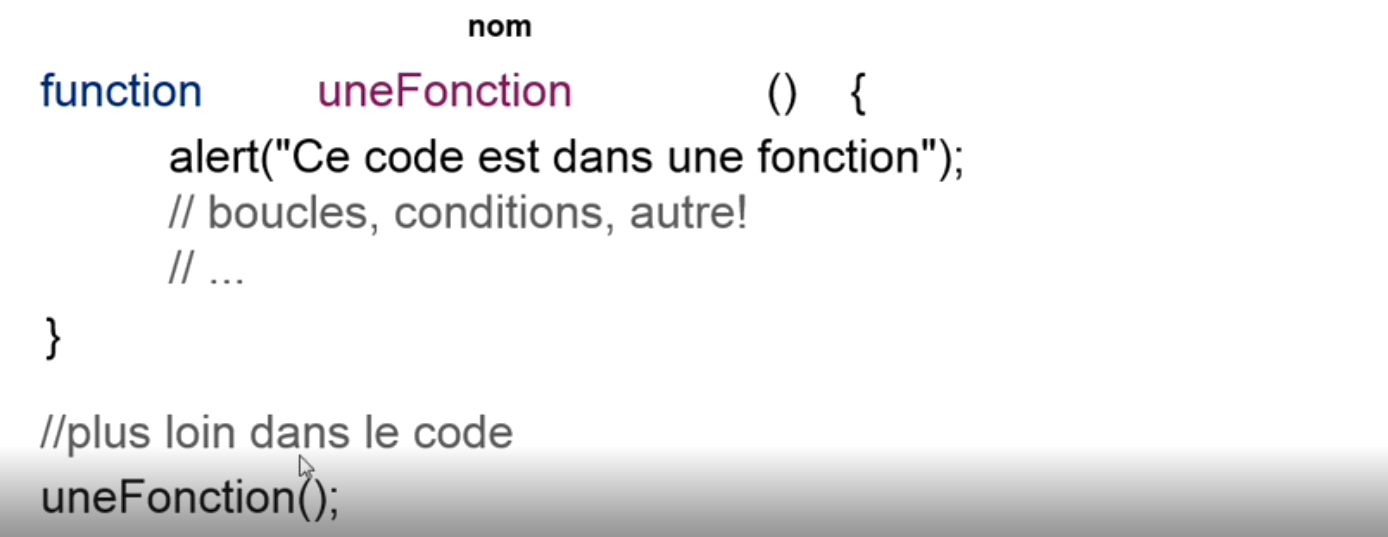 nom
function uneFonction () {
alert("Ce code est dans une fonction");
// boucles, conditions, autre!
// ...
}
//plus loin dans le code
uneFonction();